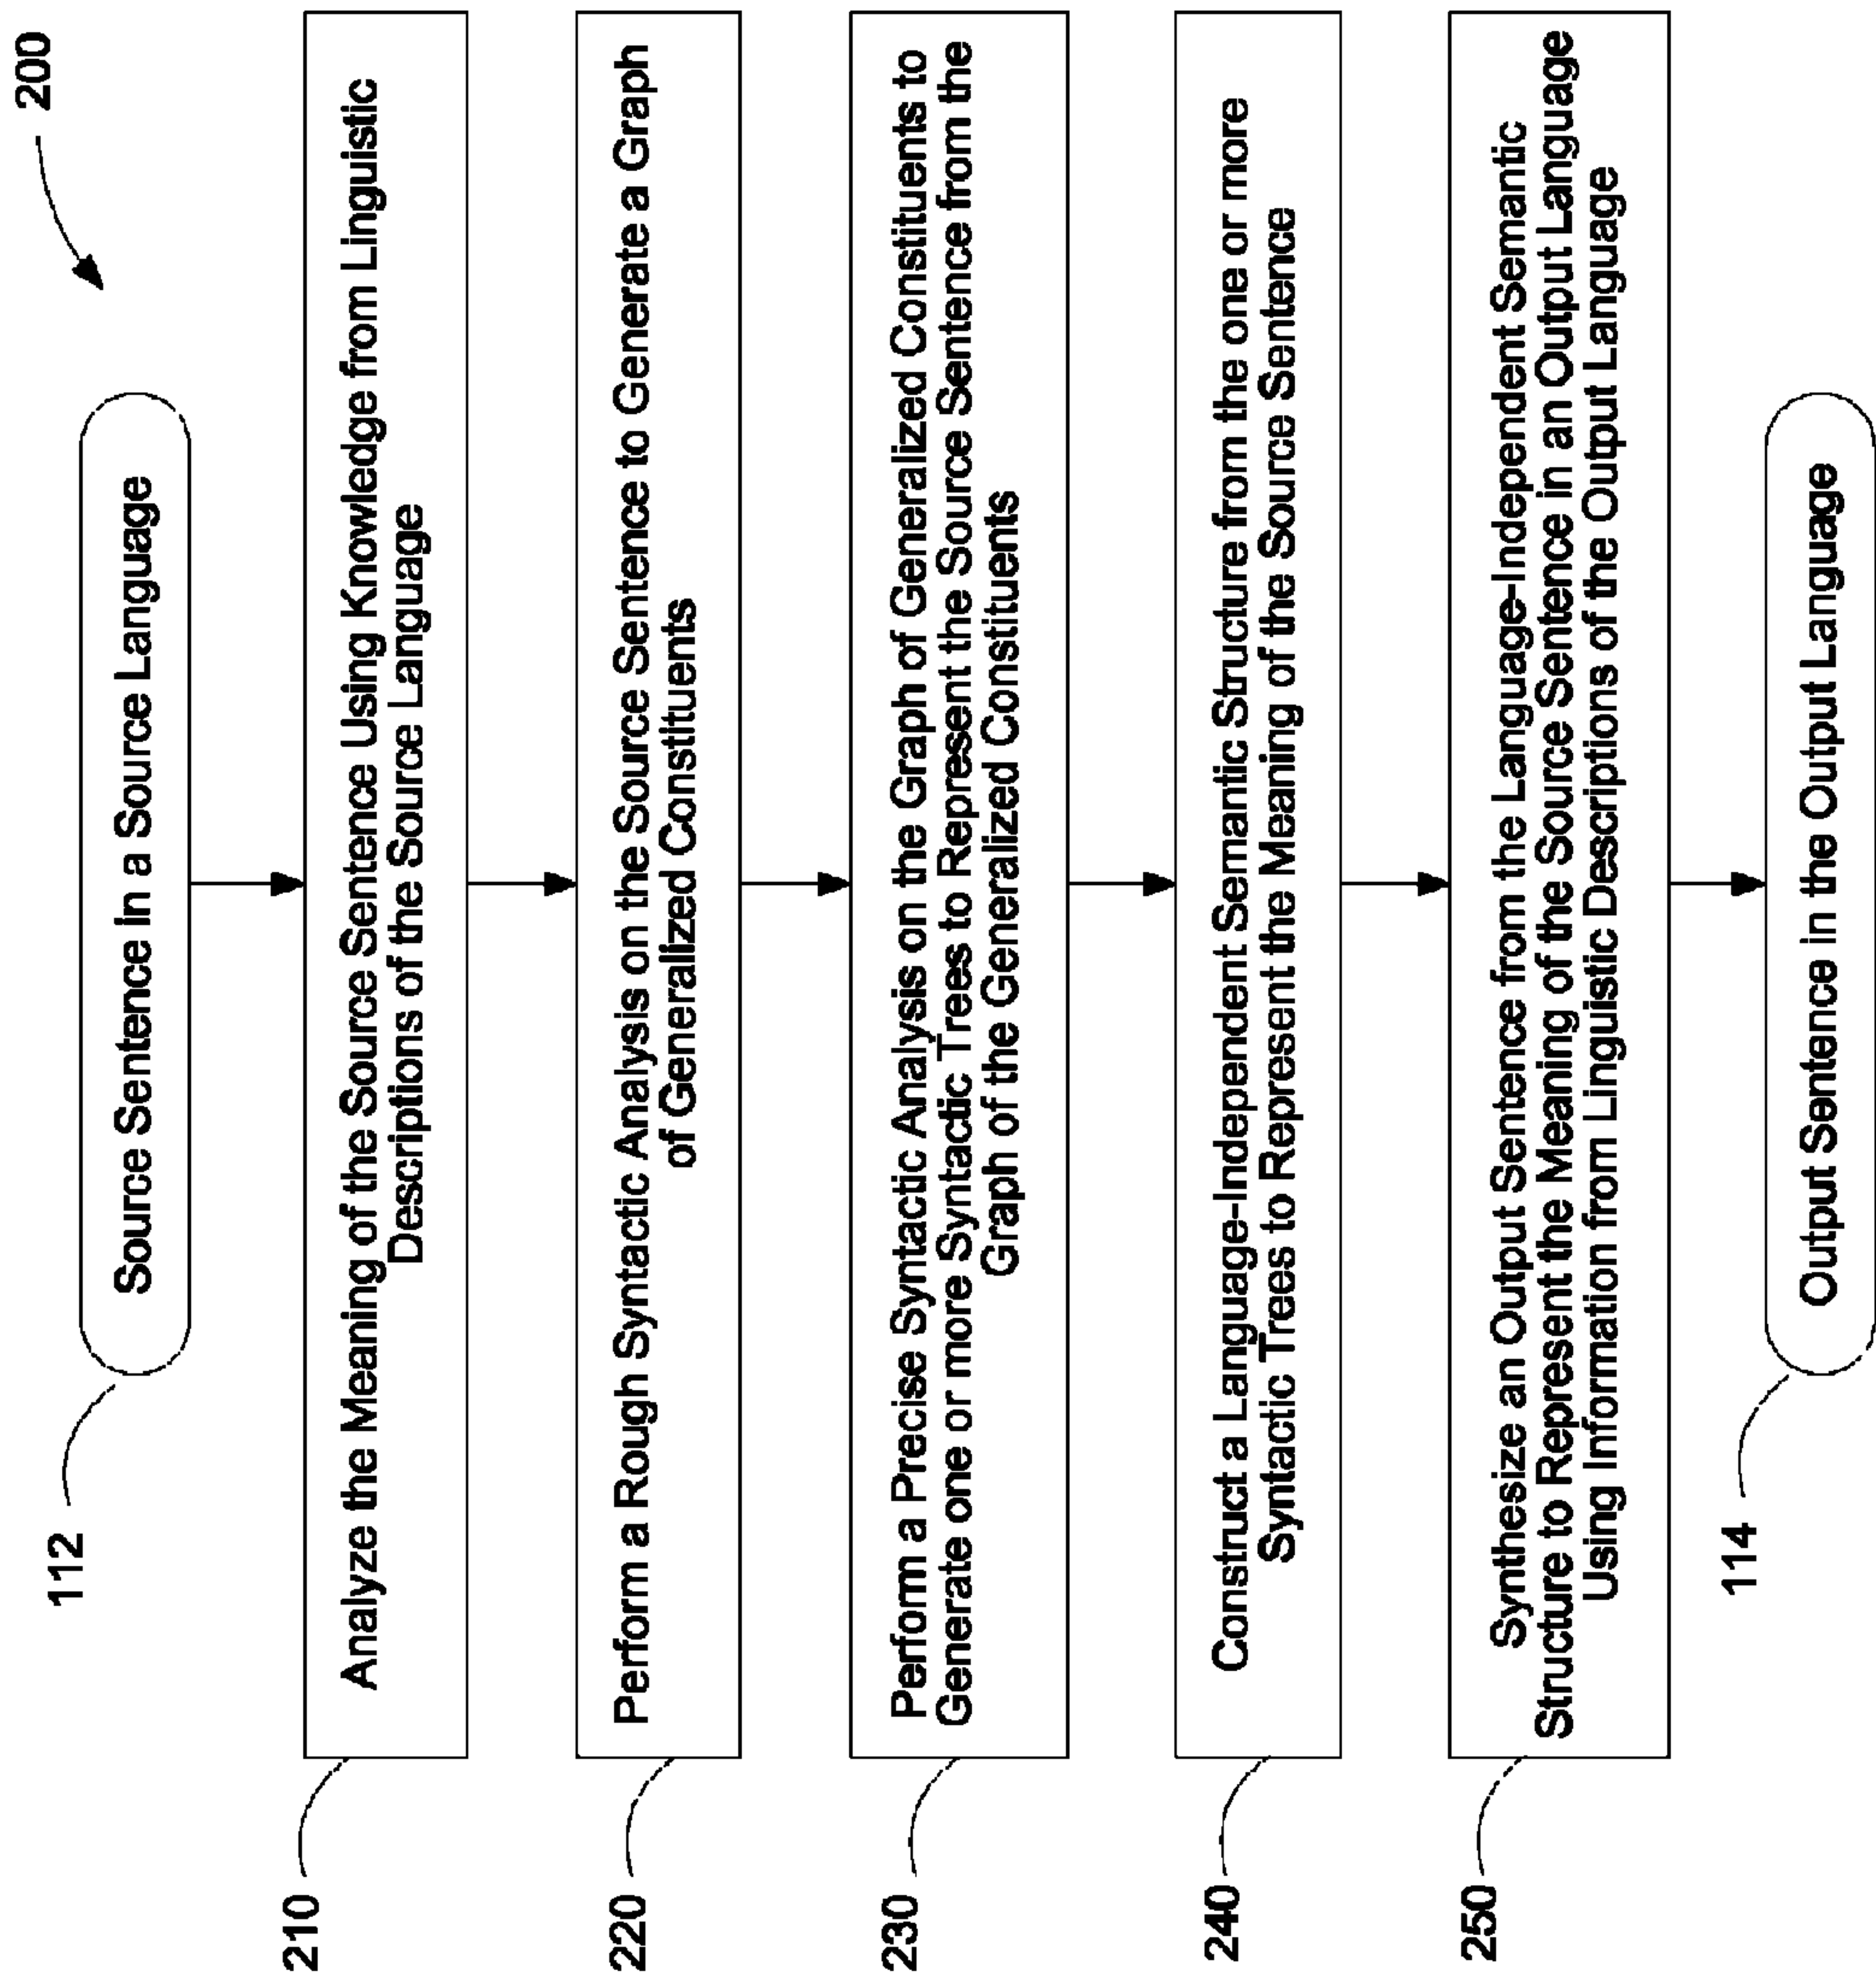 200
112
Source Sentence in a Source Language
210
Analyze the Meaning of the Source Sentence Using Knowledge from Linguistic
Descriptions of the Source Language
220
Perform a Rough Syntactic Analysis on the Source Sentence to Generate a Graph
of Generalized Constituents
230
Perform a Precise Syntactic Analysis on the Graph of Generalized Constituents to
Generate one or more Syntactic Trees to Represent the Source Sentence from the
Graph of the Generalized Constituents
240
Construct a Language-Independent Semantic Structure from the one or more
Syntactic Trees to Represent the Meaning of the Source Sentence
250
Synthesize an Output Sentence from the Language-Independent Semantic
Structure to Represent the Meaning of the Source Sentence in an Output Language
Using Information from Linguistic Descriptions of the Output Language
114
Output Sentence in the Output Language